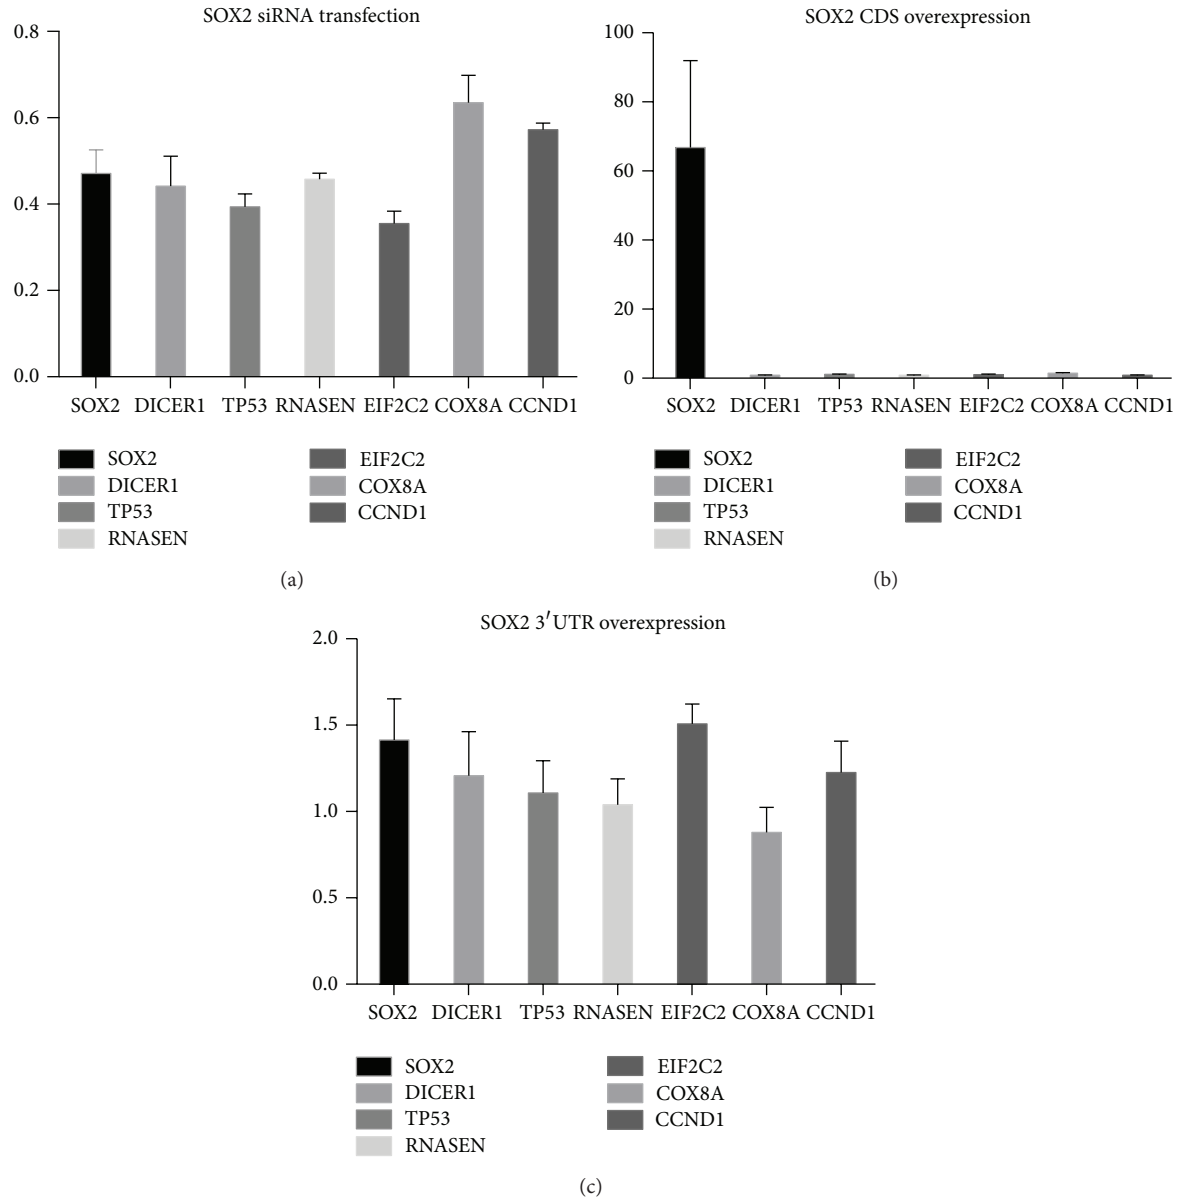 SOX2 siRNA transfection
0.8
0.6
0.4
0.2
0.0
SOX2 DICER1 TP53 RNASEN EIF2C2 COX8A CCND1
SOX2
DICER1
TP53
RNASEN
EIF2C2
COX8A
CCND1
(a)
SOX2 CDS overexpression
100
80
60
40
20
0
SOX2 DICER1 TP53 RNASEN EIF2C2 COX8A CCND1
SOX2
DICER1
TP53
RNASEN
EIF2C2
COX8A
CCND1
(b)
SOX2 3′UTR overexpression
2.0
1.5
1.0
0.5
0.0
SOX2 DICER1 TP53 RNASEN EIF2C2 COX8A CCND1
SOX2
DICER1
TP53
RNASEN
EIF2C2
COX8A
CCND1
(c)